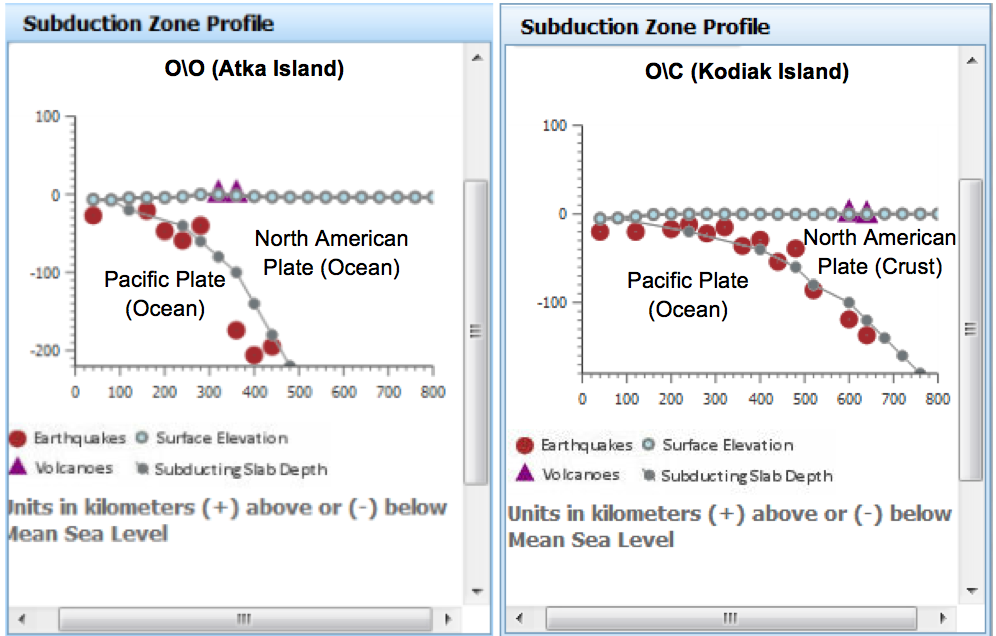 Subduction Zone Profile
O\O (Atka Island)
100
0
-100
-200
North American
Plate (Ocean)
Pacific Plate
(Ocean)
0 100 200 300 400 500 600 700 800
Earthquakes Surface Elevation
Volcanoes Subducting Slab Depth
Units in kilometers (+) above or (-) below
Mean Sea Level
Subduction Zone Profile
O\C (Kodiak Island)
100
0
-100
North American
Plate (Crust)
Pacific Plate
(Ocean)
0 100 200 300 400 500 600 700 800
Earthquakes Surface Elevation
Volcanoes Subducting Slab Depth
Units in kilometers (+) above or (-) below
Mean Sea Level